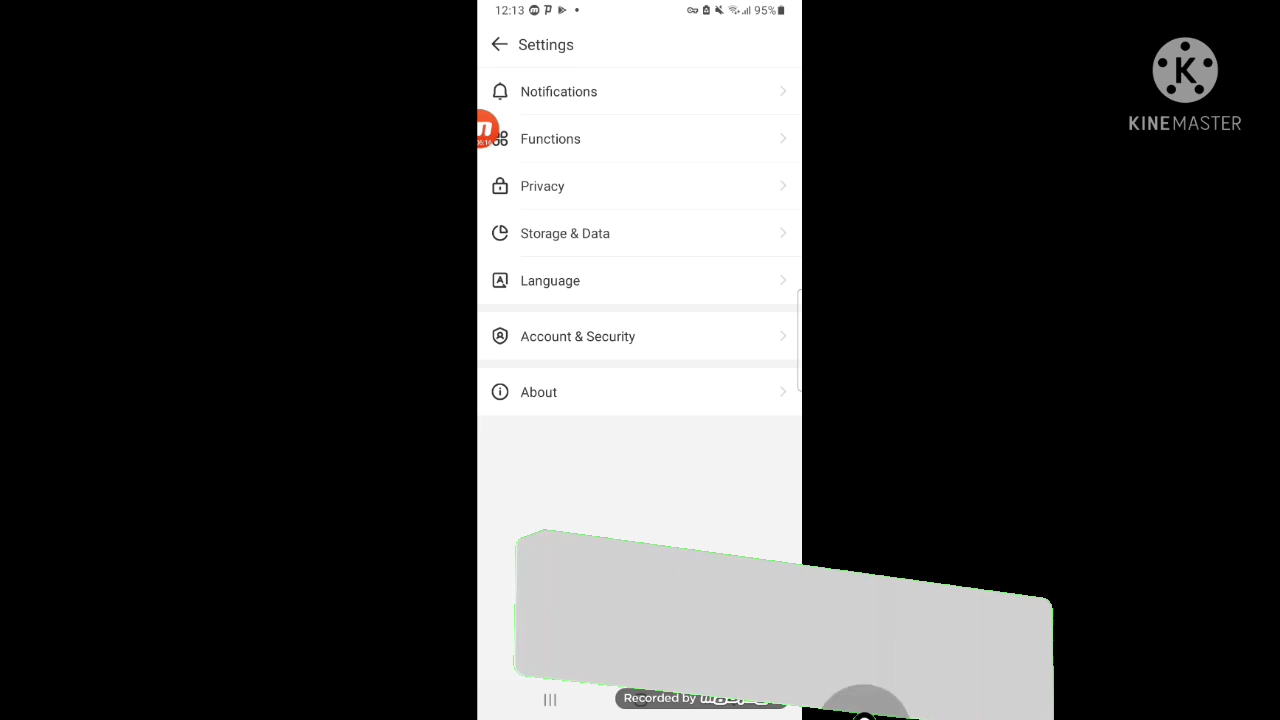 12:13
95%
Settings
Notifications
Functions
Privacy
Storage & Data
Language
Account & Security
About
K
KINEMASTER
Recorded by